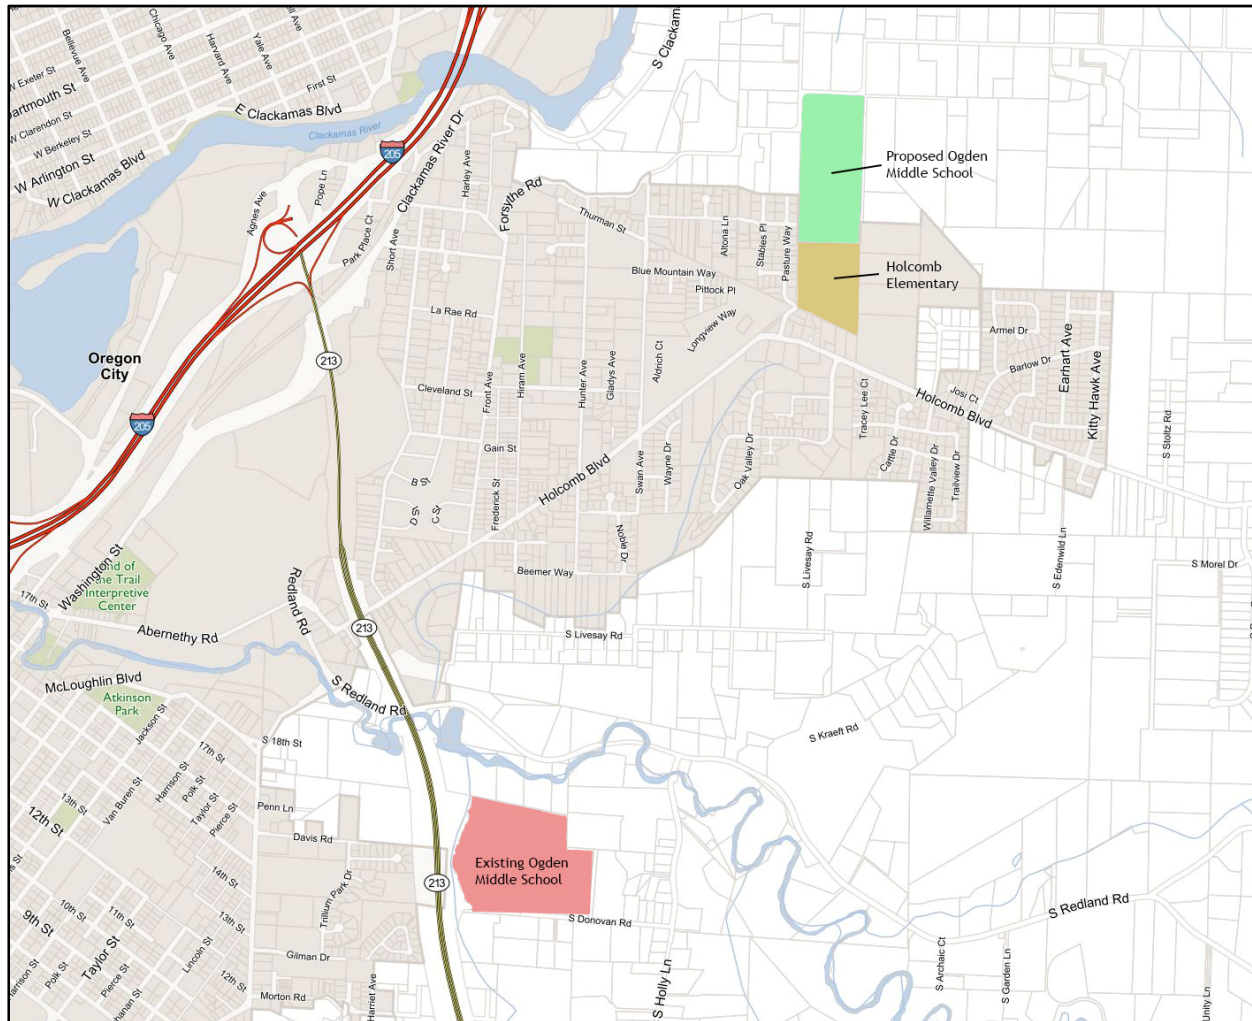 Bellevue Ave
Chicago Ave
Harvard Ave
Yale Ave
W Exeter St
First St
Dartmouth St
W Clarendon St
W Berkeley St
W Arlington St
W Clackamas Blvd
E Clackamas Blvd
Clackamas River
205
Clackamas River Dr
S Clackam
Agnes Ave
Pope Ln
Park Place Ct
Short Ave
Harley Ave
Forsythe Rd
Thurman St
Altona Ln
Stables Pl
Pasture Way
Blue Mountain Way
Pittock Pl
Longview Way
Proposed Ogden
Middle School
Holcomb
Elementary
La Rae Rd
Oregon
City
213
Cleveland St
Front Ave
Hiram Ave
Hunter Ave
Gladys Ave
Aldrich Ct
Armel Dr
Barlow Dr
Earhart Ave
Kitty Hawk Ave
Josi Ct
Holcomb Blvd
Tracey Lee Ct
Cattle Dr
Willamette Valley Dr
Trailview Dr
S Stoltz Rd
205
Gain St
B St
D St
C St
Frederick St
Holcomb Blvd
Swan Ave
Wayne Dr
Oak Valley Dr
Noble Dr
Beemer Way
S Livesay Rd
S Edenwild Ln
S Morel Dr
Washington St
End of
the Trail
Interpretive
Center
17th St
Abernethy Rd
Redland Rd
213
S Livesay Rd
McLoughlin Blvd
Atkinson
Park
S Redland Rd
S Kraeft Rd
Jackson St
S 18th St
17th St
Harrison St
Polk St
Taylor St
Pierce St
Van Buren St
13th St
12th St
Penn Ln
Davis Rd
213
Existing Ogden
Middle School
S Donovan Rd
S Redland Rd
14th St
13th St
12th St
Trillium Park Dr
10th St
11th St
9th St
Taylor St
Lincoln St
Polk St
Pierce St
Gilman Dr
Morton Rd
Harriet Ave
S Holly Ln
S Archaic Ct
S Garden Ln
Unity Ln